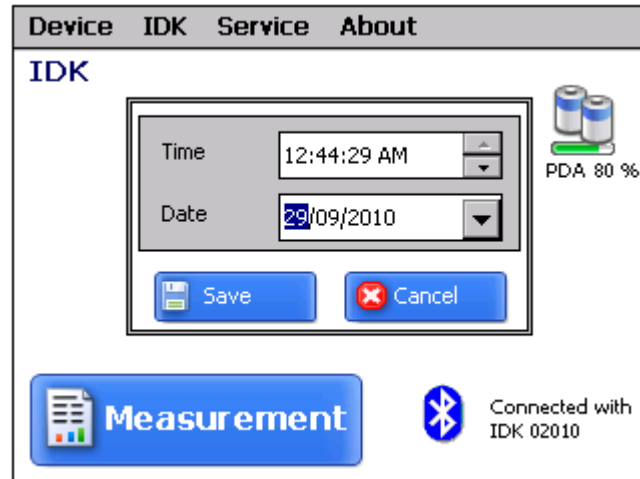 Device IDK Service About
IDK
Time 12:44:29 AM
PDA 80 %
Date 29/09/2010
Save Cancel
Measurement
Connected with
IDK 02010